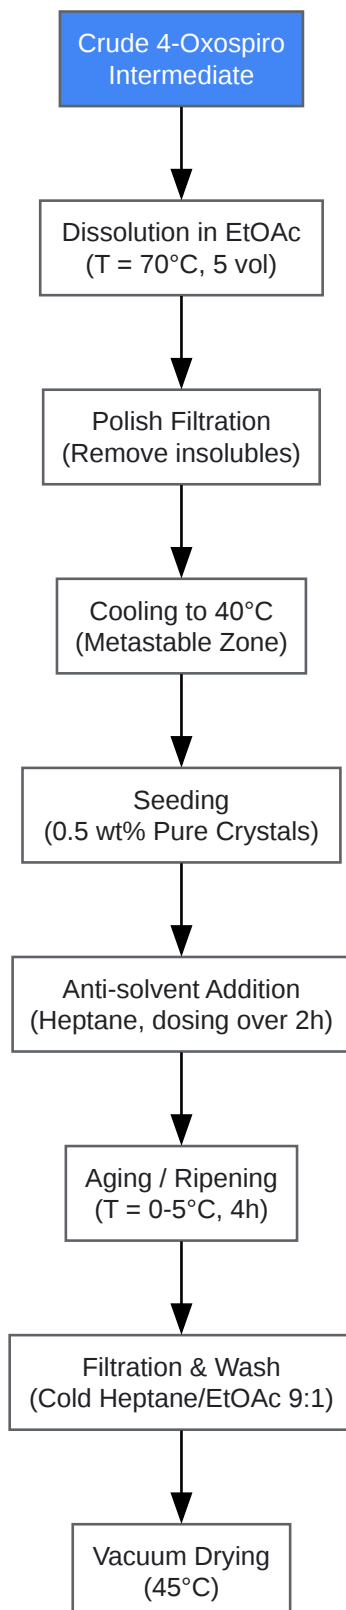 Crude 4-Oxospiro
Intermediate
Dissolution in EtOAc
(T = 70°C, 5 vol)
Polish Filtration
(Remove insolubles)
Cooling to 40°C
(Metastable Zone)
Seeding
(0.5 wt% Pure Crystals)
Anti-solvent Addition
(Heptane, dosing over 2h)
Aging / Ripening
(T = 0-5°C, 4h)
Filtration & Wash
(Cold Heptane/EtOAc 9:1)
Vacuum Drying
(45°C)